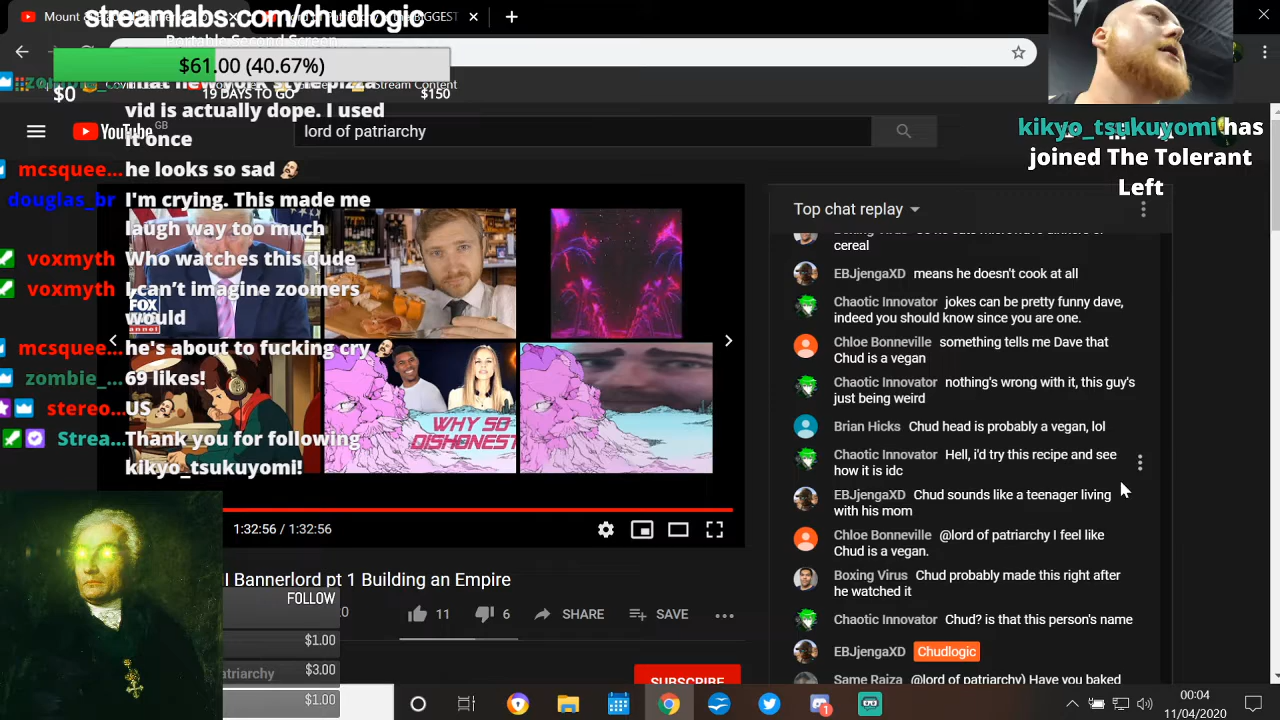 Mount
BIGGEST
streamlabs.com/chudlogic
Portable Second Screen
$61.00 (40.67%)
$0
19 DAYS TO GO
$150
Stream Content
vid is actually dope. I used
it once
mcsquee... he looks so sad
douglas_br I'm crying. This made me
laugh way too much
voxmyth Who watches this dude
voxmyth I can't imagine zoomers
would
mcsquee... he's about to fucking cry
zombie_... 69 likes!
stereo... US
Strea... Thank you for following
kikyo_tsukuyomi!
YouTube GB
lord of patriarchy
kikyo_tsukuyomi has
joined The Tolerant
Left
FOX
WHY SO
DISHONEST
1:32:56 / 1:32:56
l Bannerlord pt 1 Building an Empire
11
6
SHARE
SAVE
SUBSCRIBE
FOLLOW
$1.00
triarchy $3.00
$1.00
Top chat replay
cereal
EBJjengaXD means he doesn't cook at all
Chaotic Innovator jokes can be pretty funny dave,
indeed you should know since you are one.
Chloe Bonneville something tells me Dave that
Chud is a vegan
Chaotic Innovator nothing's wrong with it, this guy's
just being weird
Brian Hicks Chud head is probably a vegan, lol
Chaotic Innovator Hell, i'd try this recipe and see
how it is idc
EBJjengaXD Chud sounds like a teenager living
with his mom
Chloe Bonneville @lord of patriarchy I feel like
Chud is a vegan.
Boxing Virus Chud probably made this right after
he watched it
Chaotic Innovator Chud? is that this person's name
EBJjengaXD Chudlogic
Same Raiza @lord of patriarchy) Have you baked
00:04
11/04/2020